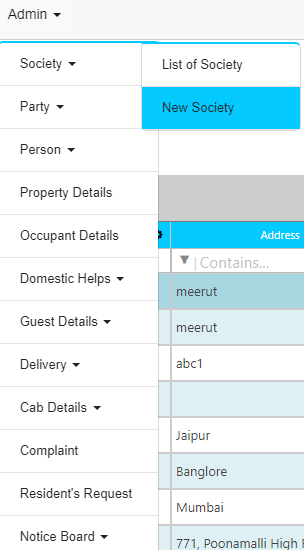 Admin
Society
List of Society
Party
New Society
Person
Property Details
Occupant Details
Address
Domestic Helps
Contains...
meerut
Guest Details
meerut
Delivery
abc1
Cab Details
Jaipur
Complaint
Banglore
Resident's Request
Mumbai
Notice Board
771, Poonamalli High